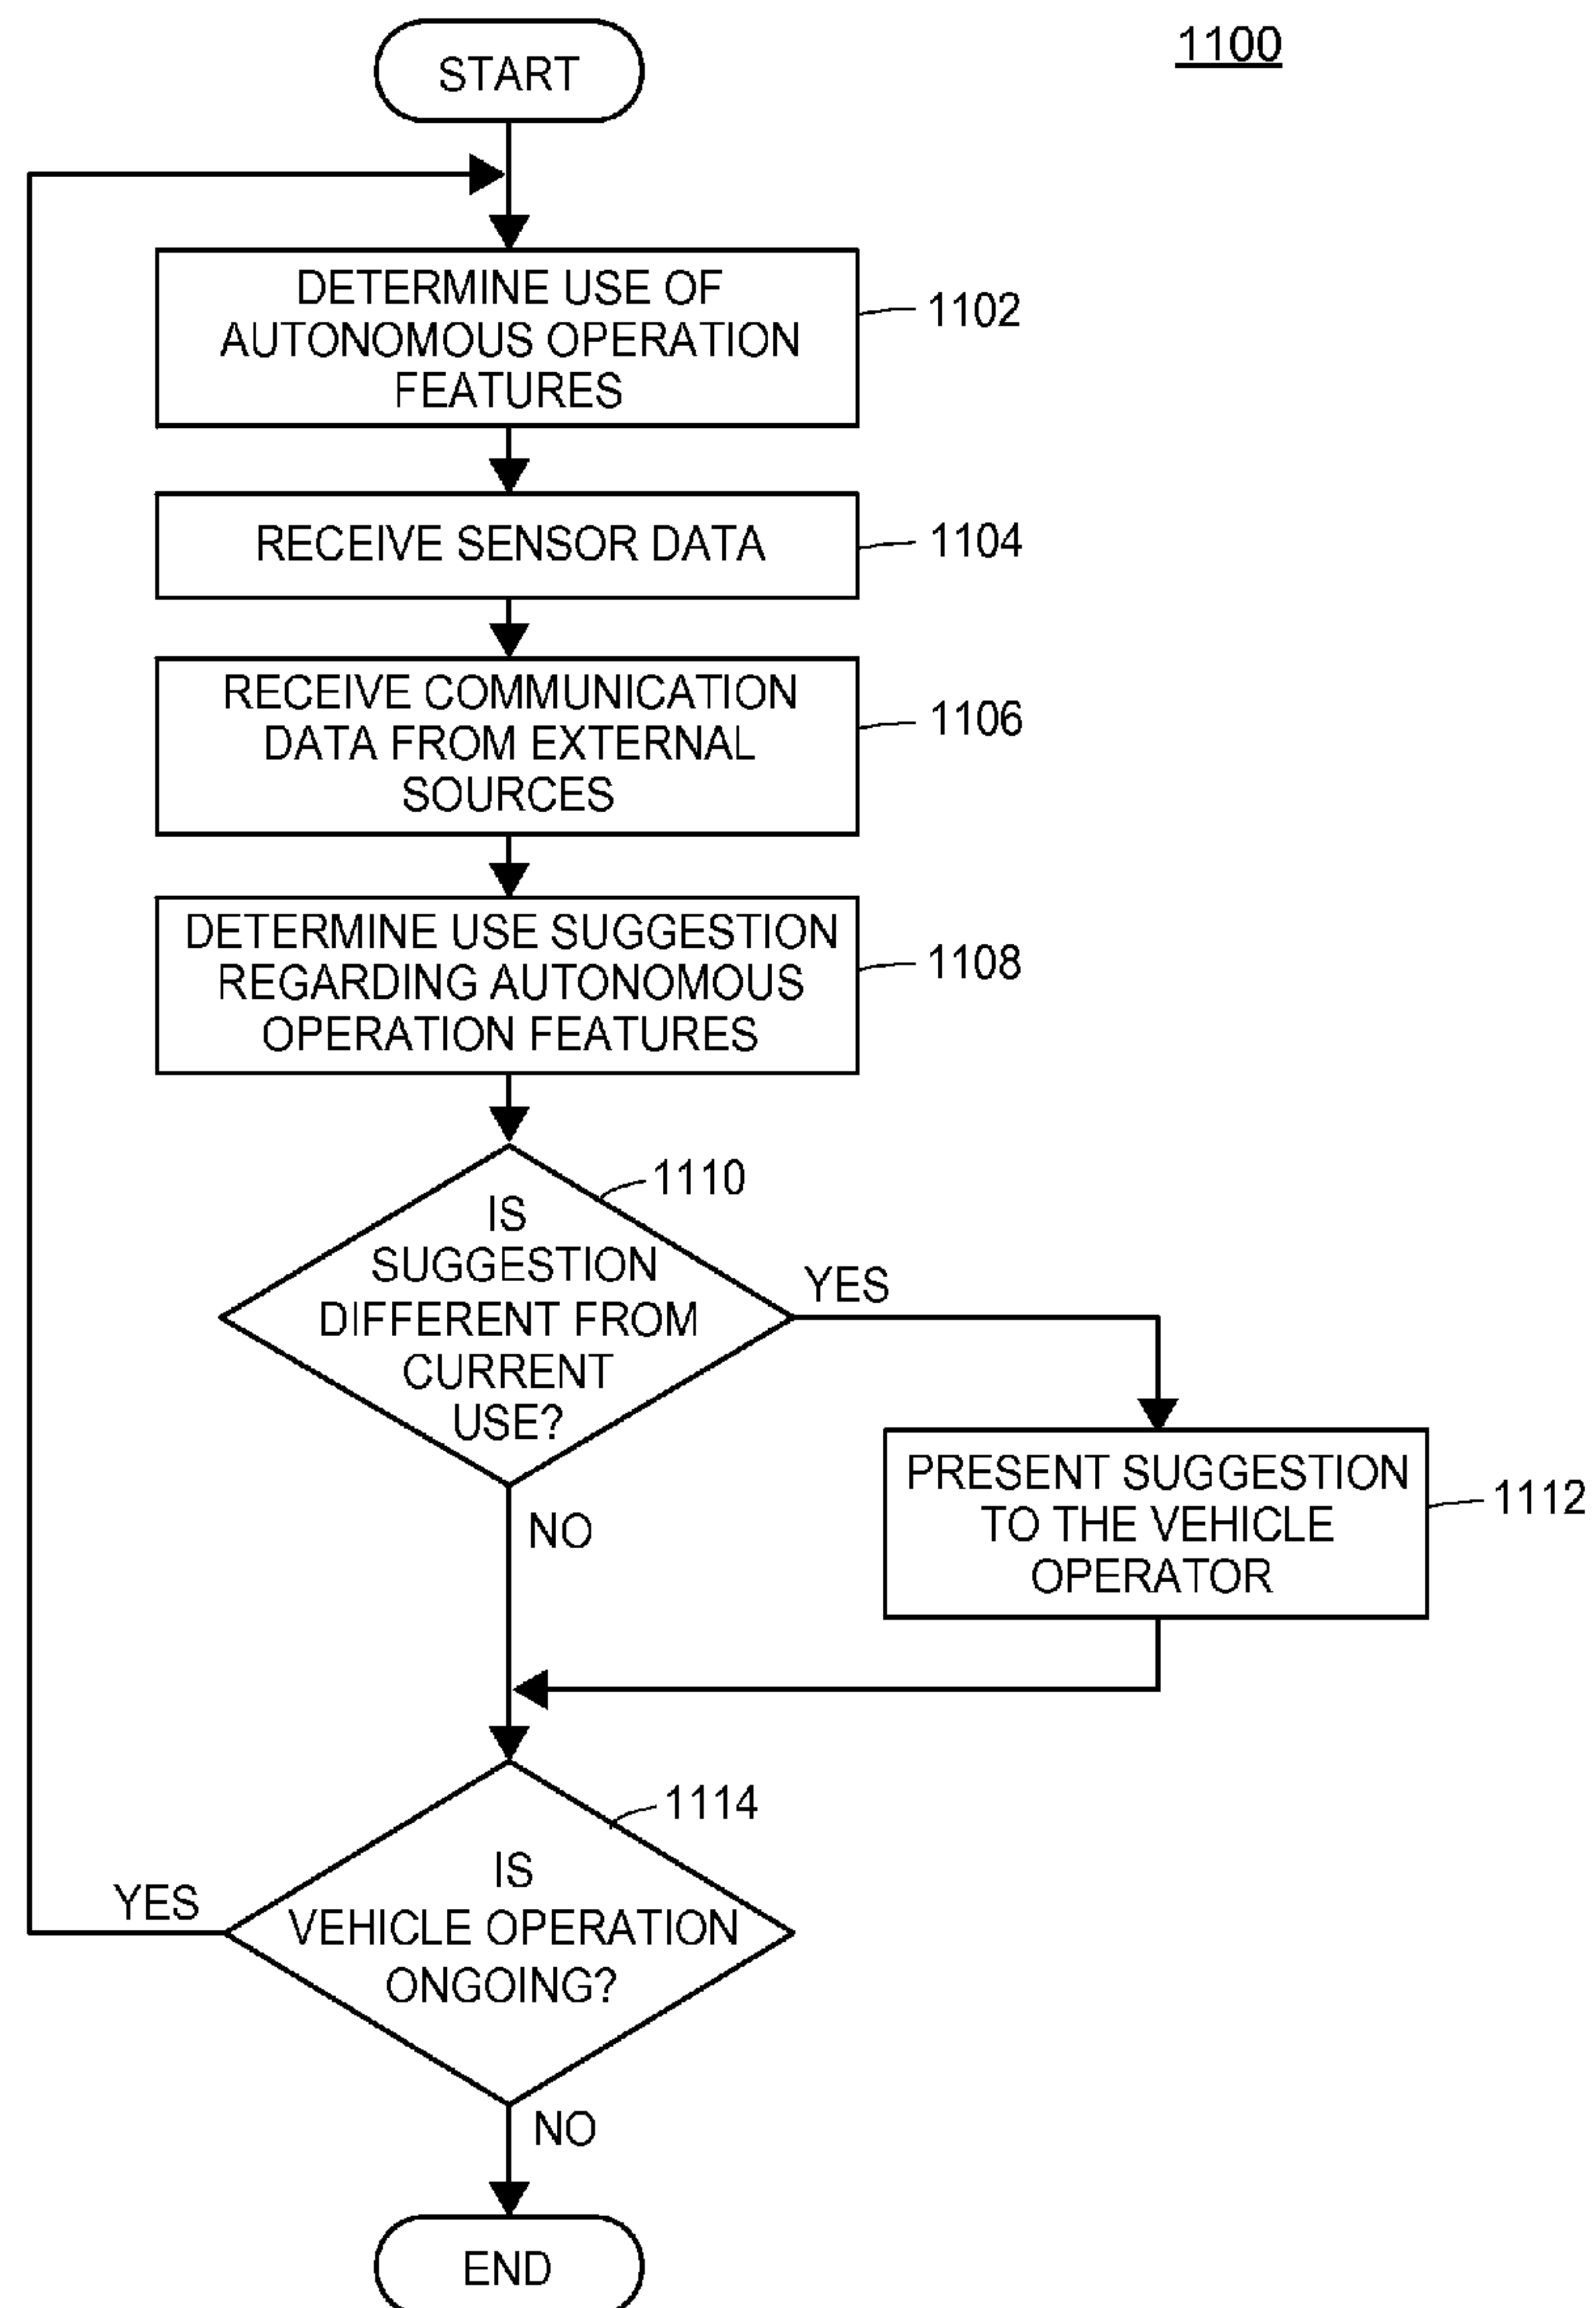 1100
START
DETERMINE USE OF
AUTONOMOUS OPERATION
FEATURES
1102
RECEIVE SENSOR DATA
1104
RECEIVE COMMUNICATION
DATA FROM EXTERNAL
SOURCES
1106
DETERMINE USE SUGGESTION
REGARDING AUTONOMOUS
OPERATION FEATURES
1108
1110
IS
SUGGESTION
DIFFERENT FROM
CURRENT
USE?
YES
NO
PRESENT SUGGESTION
TO THE VEHICLE
OPERATOR
1112
1114
IS
VEHICLE OPERATION
ONGOING?
YES
NO
END